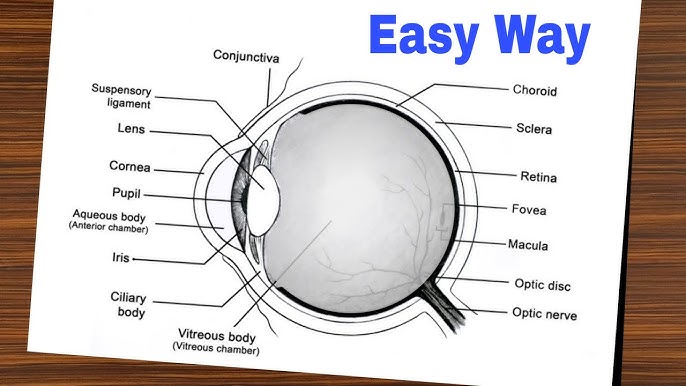 Easy Way
Conjunctiva
Suspensory
ligament
Lens
Cornea
Pupil
Aqueous body
(Anterior chamber)
Iris
Ciliary
body
Vitreous body
(Vitreous chamber)
Choroid
Sclera
Retina
Fovea
Macula
Optic disc
Optic nerve